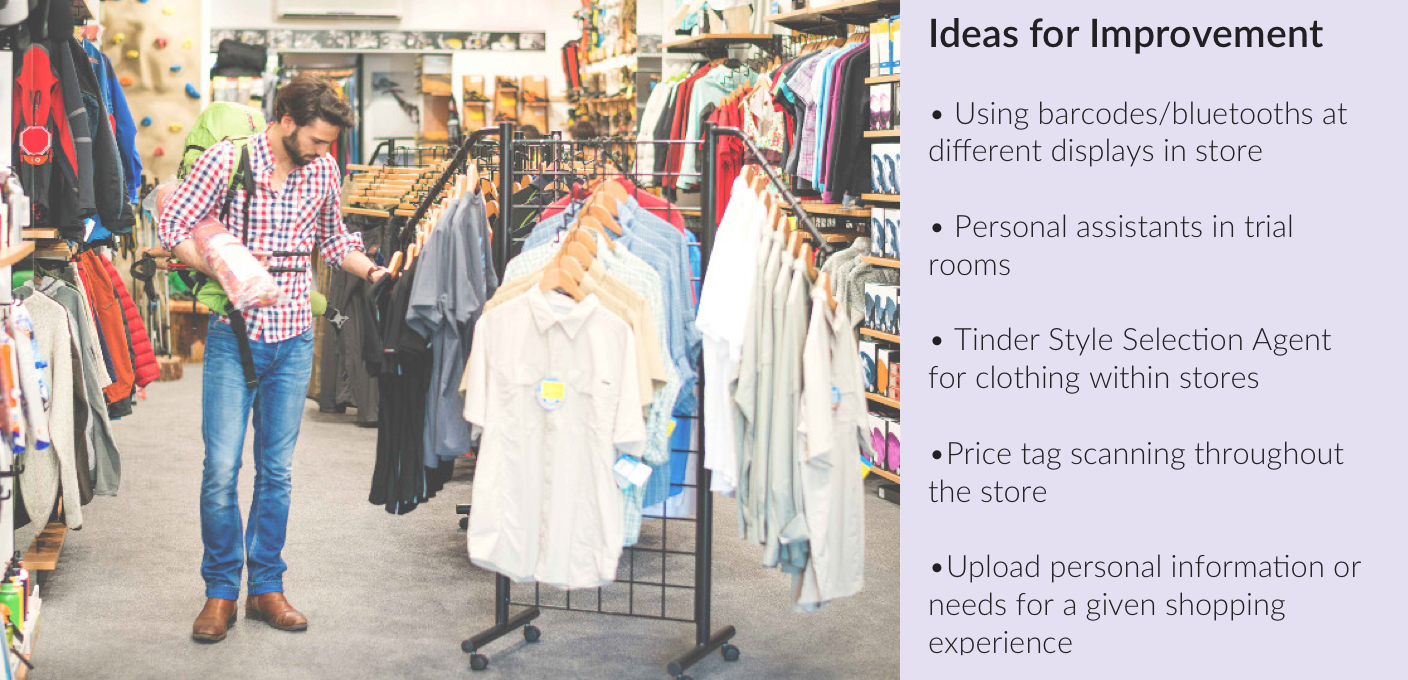 Ideas for Improvement
• Using barcodes/bluetooths at
different displays in store
• Personal assistants in trial
rooms
• Tinder Style Selection Agent
for clothing within stores
•Price tag scanning throughout
the store
•Upload personal information or
needs for a given shopping
experience